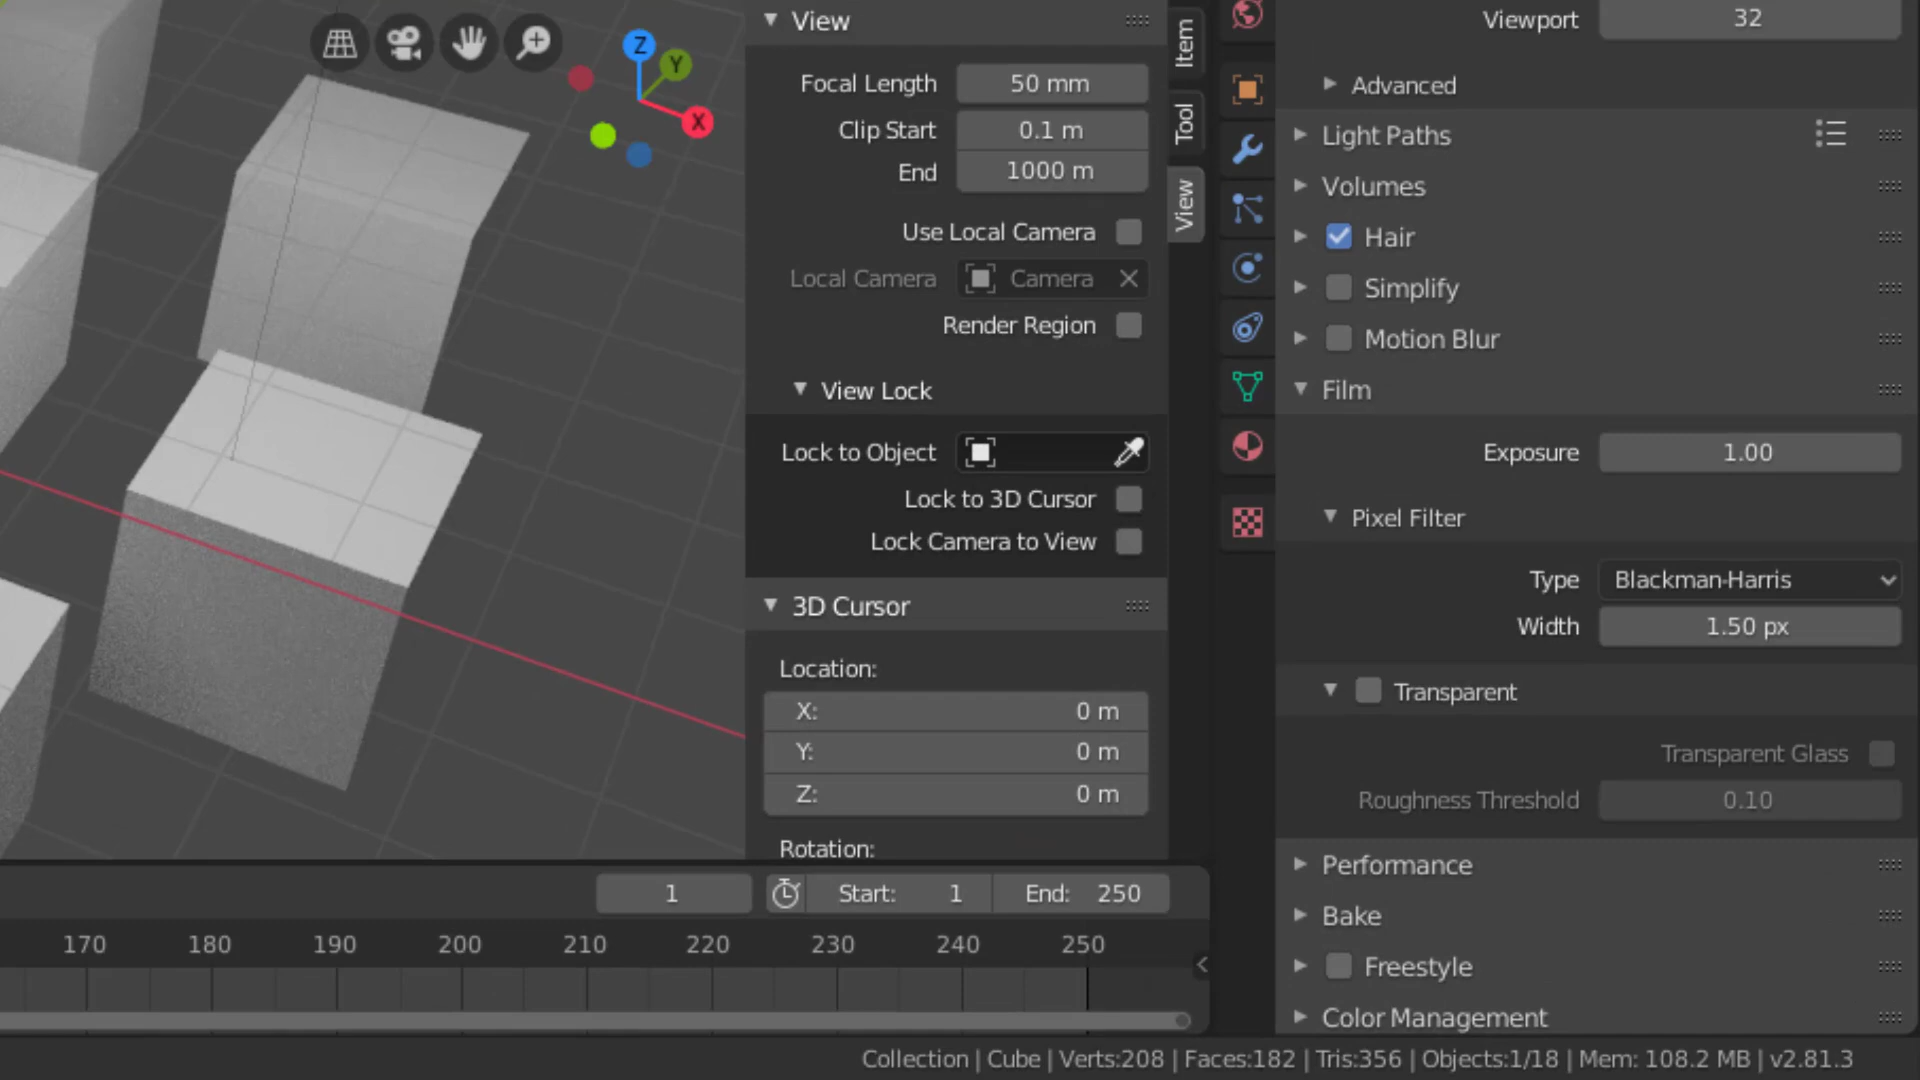 Z
Y
X
View
Focal Length 50 mm
Clip Start 0.1 m
End 1000 m
Use Local Camera
Local Camera Camera
Render Region
View Lock
Lock to Object
Lock to 3D Cursor
Lock Camera to View
3D Cursor
Location:
X: 0 m
Y: 0 m
Z: 0 m
Rotation:
Item
Tool
View
Viewport 32
Advanced
Light Paths
Volumes
Hair
Simplify
Motion Blur
Film
Exposure 1.00
Pixel Filter
Type Blackman-Harris
Width 1.50 px
Transparent
Transparent Glass
Roughness Threshold 0.10
Performance
Bake
Freestyle
Color Management
1 Start: 1 End: 250
170 180 190 200 210 220 230 240 250
Collection | Cube | Verts:208 | Faces:182 | Tris:356 | Objects:1/18 | Mem: 108.2 MB | v2.81.3